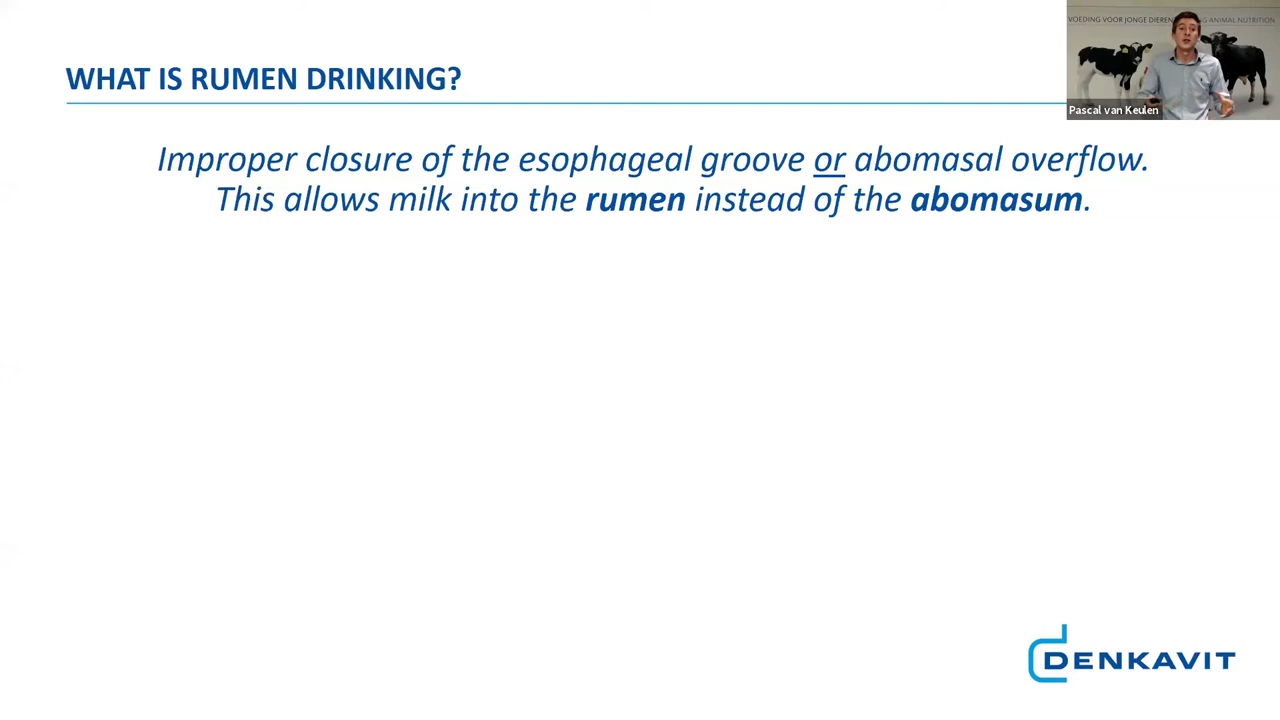 WHAT IS RUMEN DRINKING?
Improper closure of the esophageal groove or abomasal overflow.
This allows milk into the rumen instead of the abomasum.
VOEDING VOOR JONGE DIEREN
ANIMAL NUTRITION
Pascal van Keulen
DENKAVIT